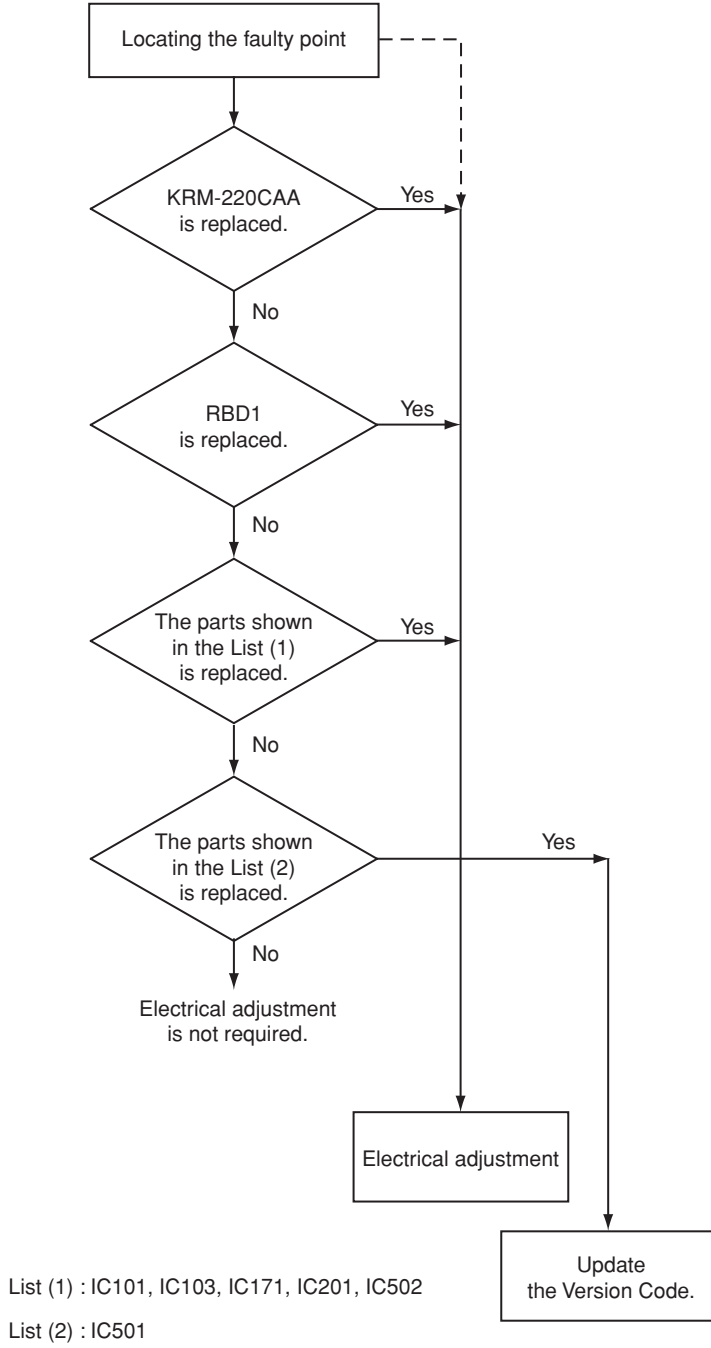 Locating the faulty point
KRM-220CAA
is replaced.
Yes
No
RBD1
is replaced.
Yes
No
The parts shown
in the List (1)
is replaced.
Yes
No
The parts shown
in the List (2)
is replaced.
Yes
No
Electrical adjustment
is not required.
Electrical adjustment
Update
the Version Code.
List (1) : IC101, IC103, IC171, IC201, IC502
List (2) : IC501